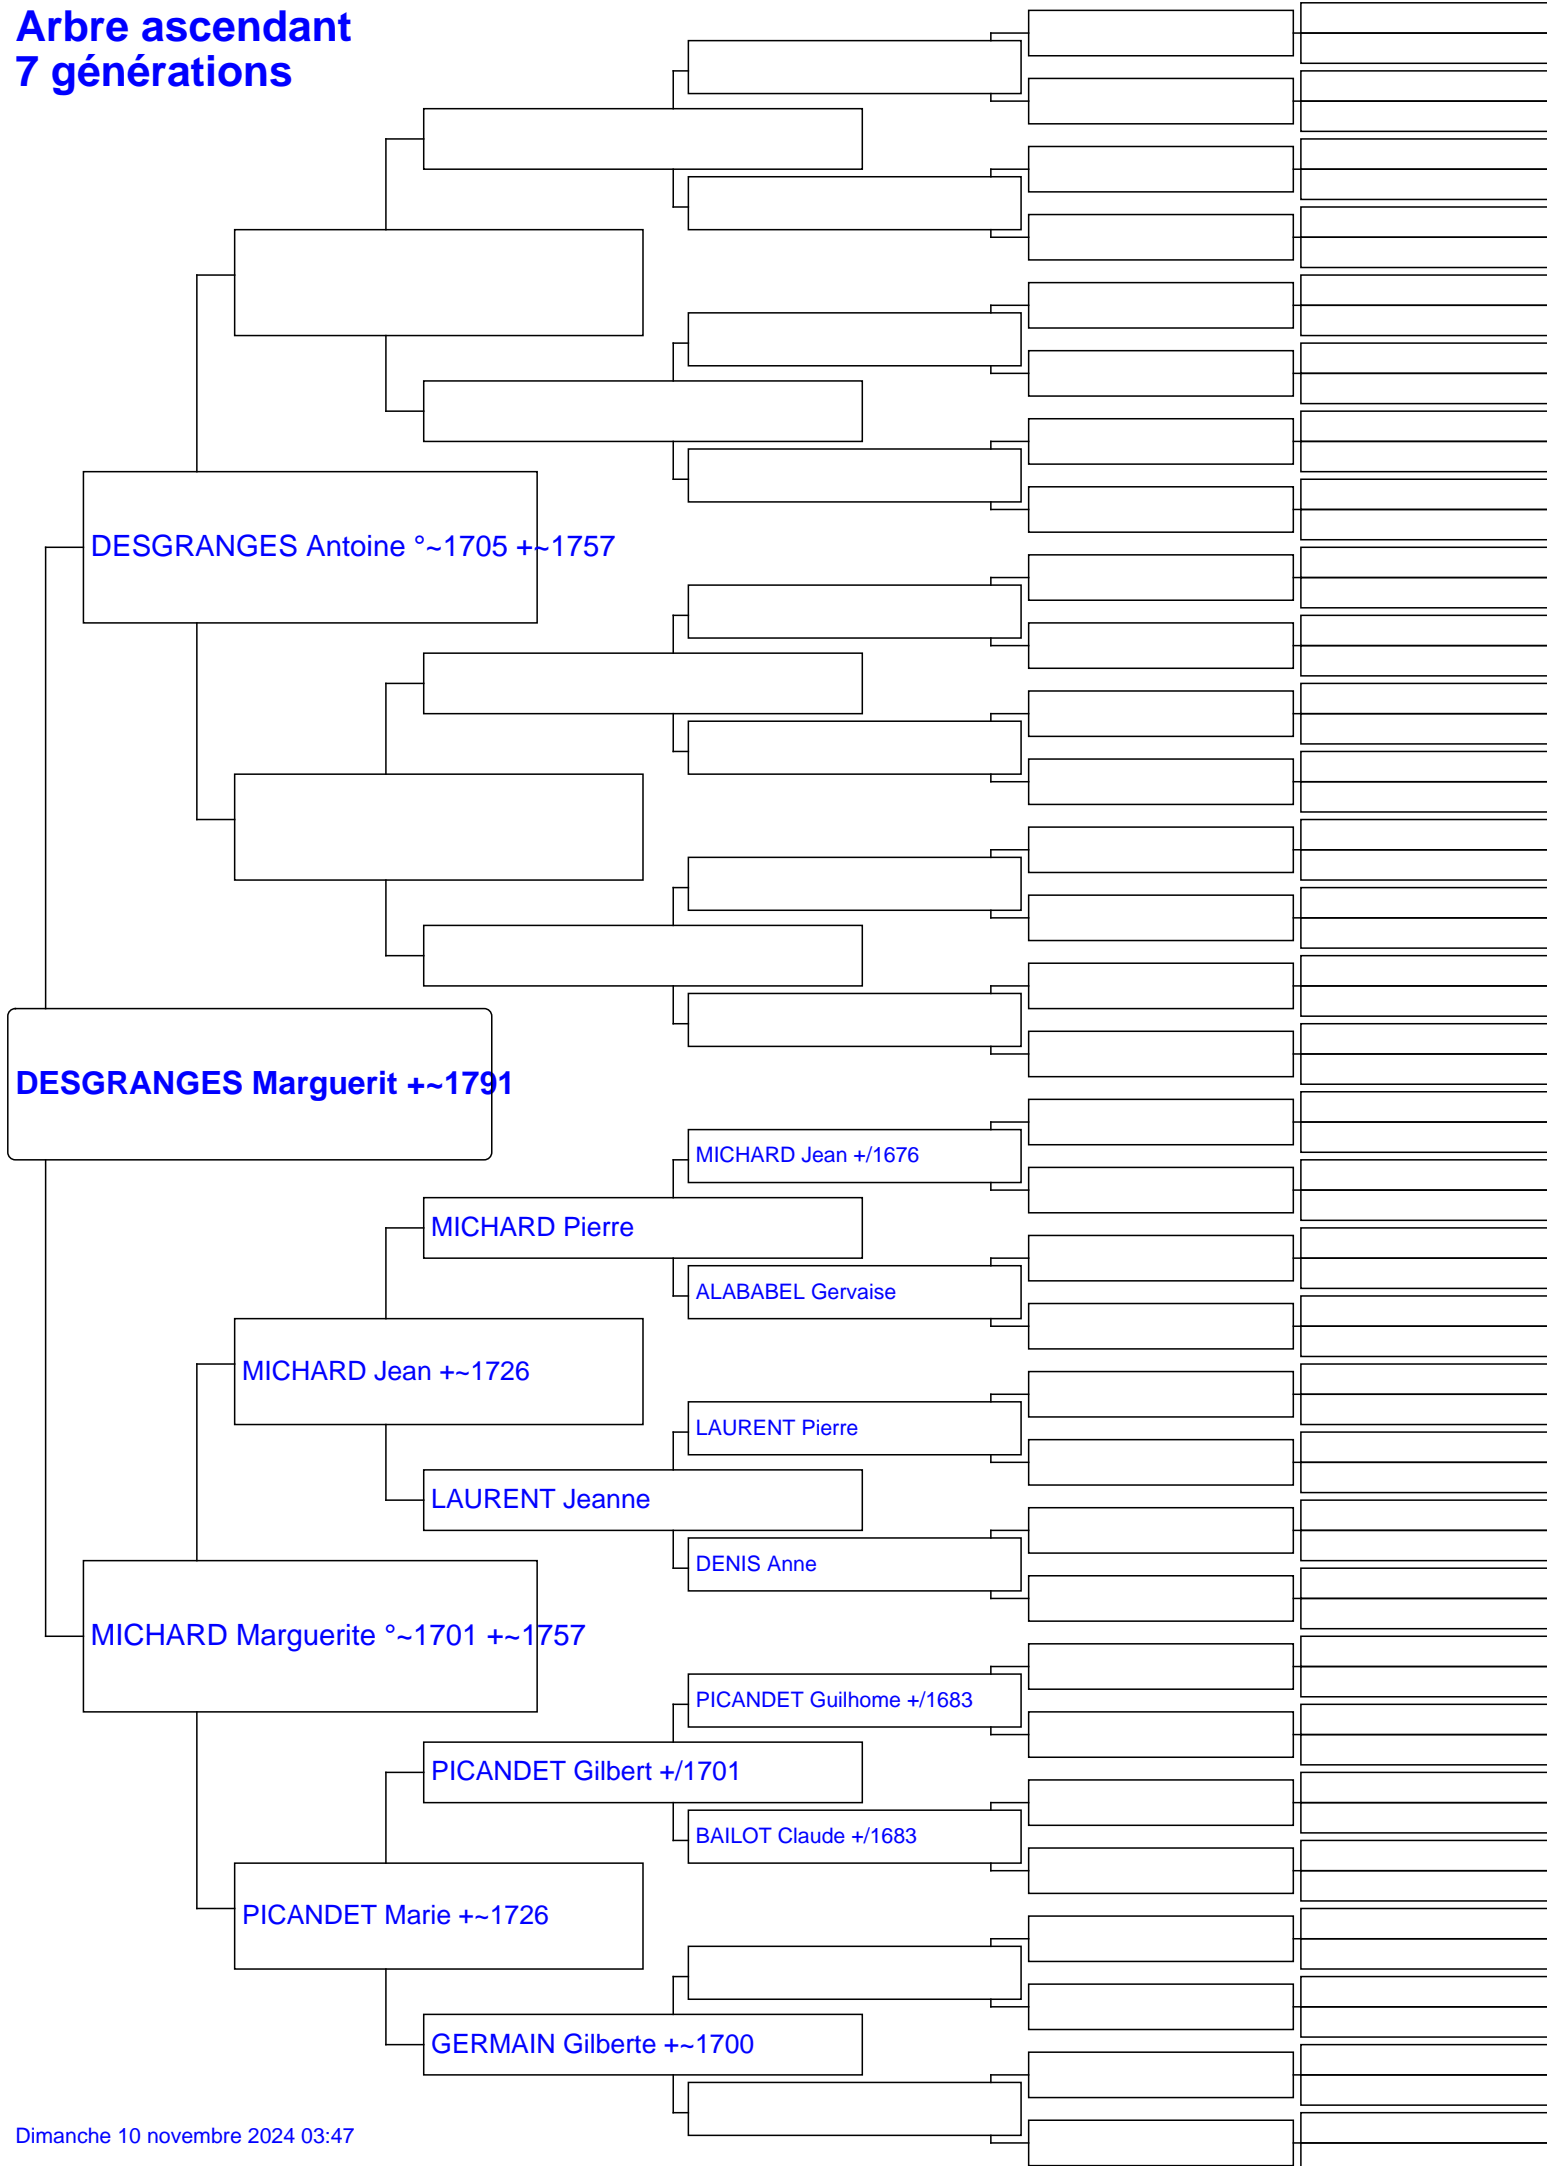 Arbre ascendant
7 générations
DESGRANGES Antoine °~1705 +~1757
DESGRANGES Marguerit +~1791
MICHARD Jean +/1676
MICHARD Pierre
ALABABEL Gervaise
MICHARD Jean +~1726
LAURENT Pierre
LAURENT Jeanne
DENIS Anne
MICHARD Marguerite °~1701 +~1757
PICANDET Guilhome +/1683
PICANDET Gilbert +/1701
BAILOT Claude +/1683
PICANDET Marie +~1726
GERMAIN Gilberte +~1700
Dimanche 10 novembre 2024 03:47